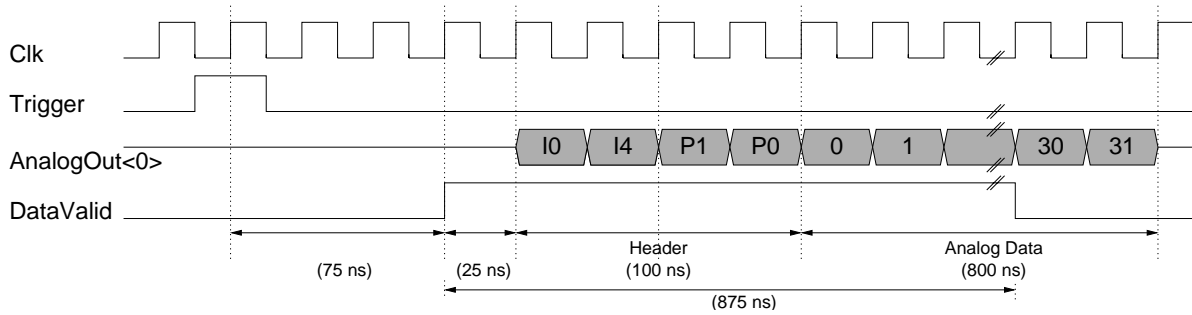 Clk
Trigger
AnalogOut<0>
I0 I4 P1 P0 0 1 30 31
DataValid
Header Analog Data
(75 ns) (25 ns) (100 ns) (800 ns)
(875 ns)